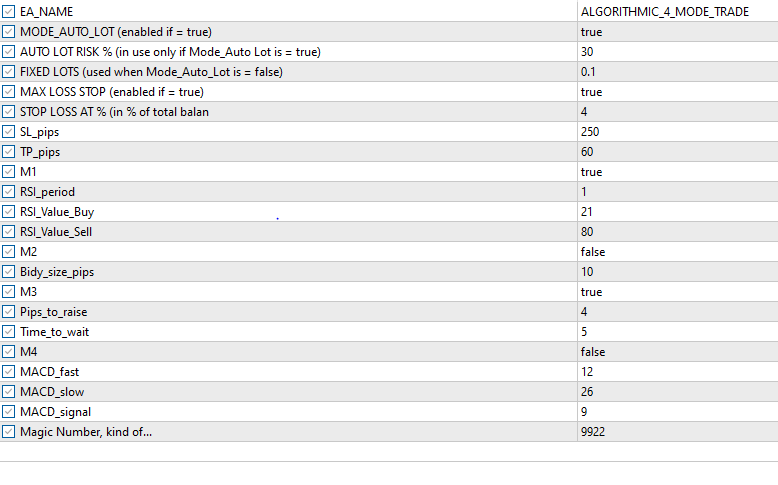 EA_NAME ALGORITHMIC_4_MODE_TRADE
MODE_AUTO_LOT (enabled if = true) true
AUTO LOT RISK % (in use only if Mode_Auto Lot is = true) 30
FIXED LOTS (used when Mode_Auto_Lot is = false) 0.1
MAX LOSS STOP (enabled if = true) true
STOP LOSS AT % (in % of total balan 4
SL_pips 250
TP_pips 60
M1 true
RSI_period 1
RSI_Value_Buy 21
RSI_Value_Sell 80
M2 false
Bidy_size_pips 10
M3 true
Pips_to_raise 4
Time_to_wait 5
M4 false
MACD_fast 12
MACD_slow 26
MACD_signal 9
Magic Number, kind of... 9922